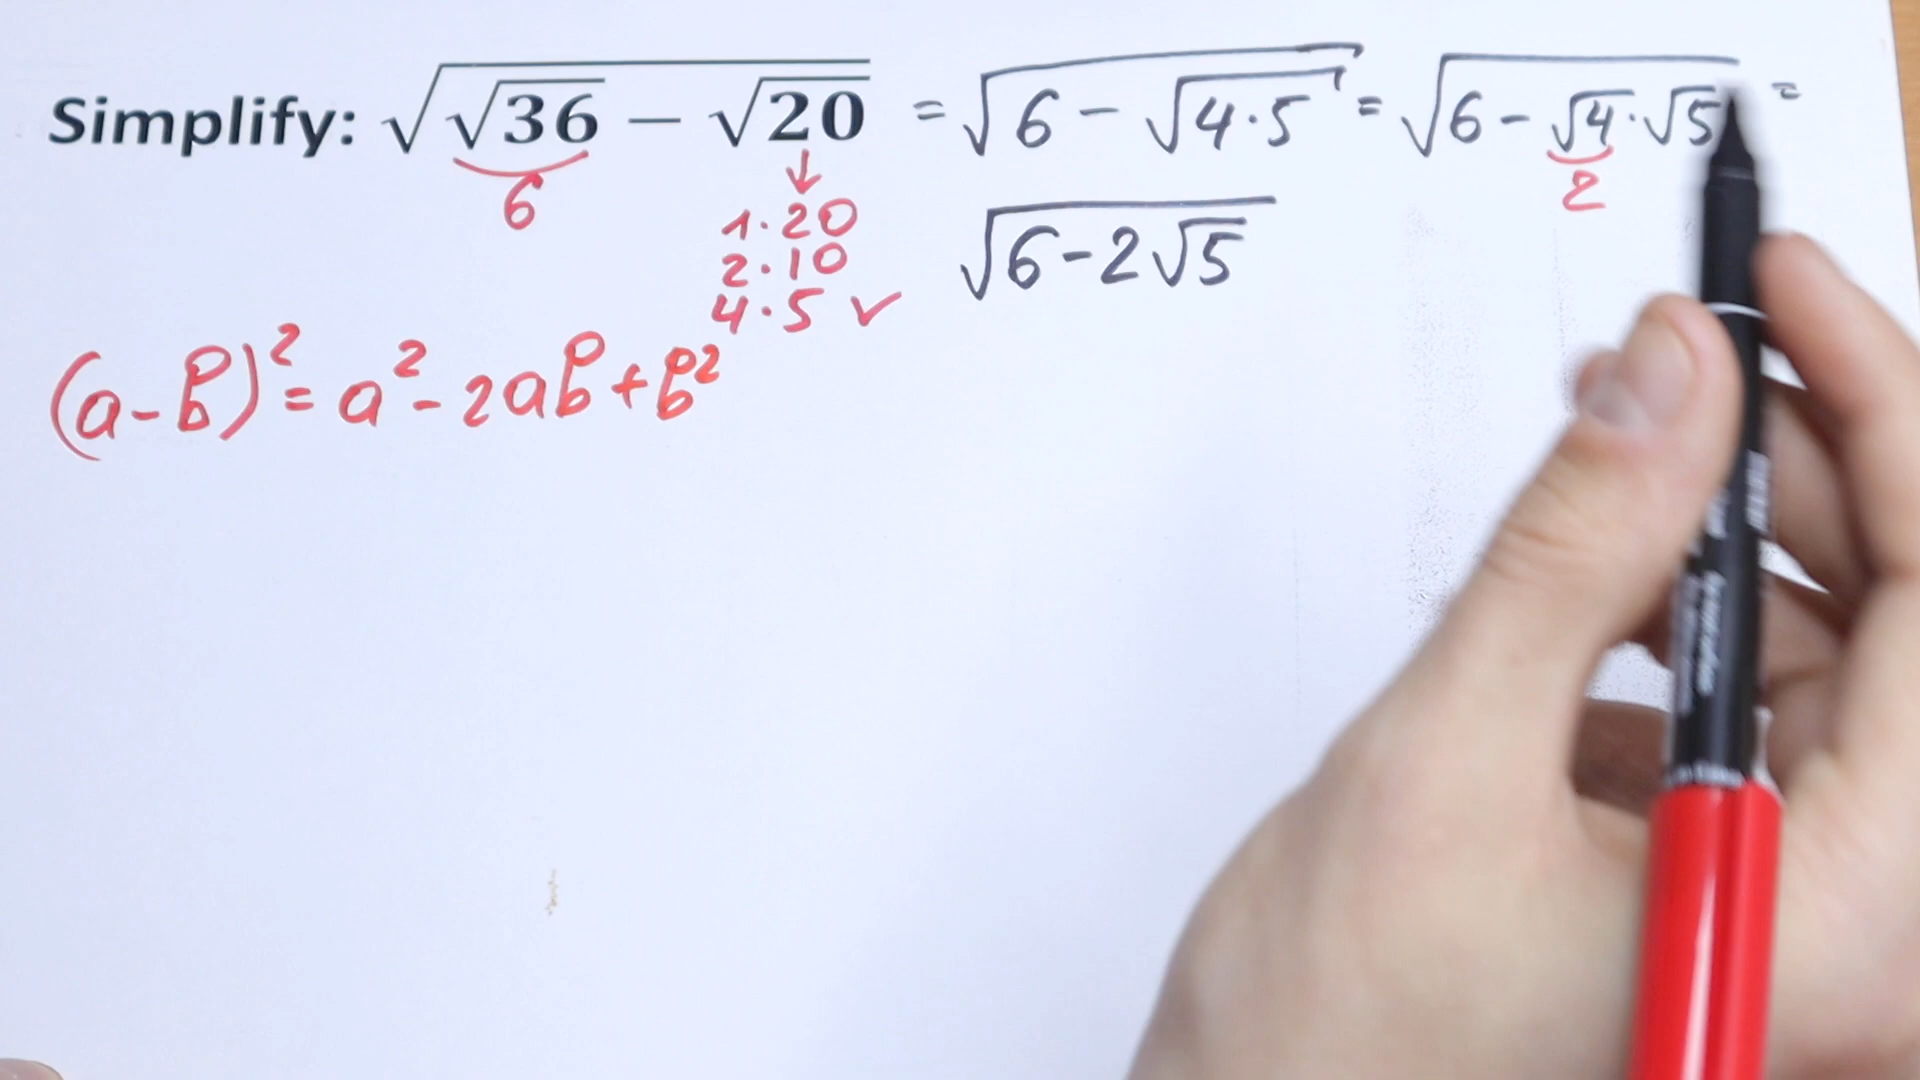 Simplify: √(√36 − √20) = √(6 − √(4·5)) = √(6 − √4·√5) =
6
2
1·20
2·10
4·5 ✓
√(6 − 2√5)
(a − b)² = a² − 2ab + b²